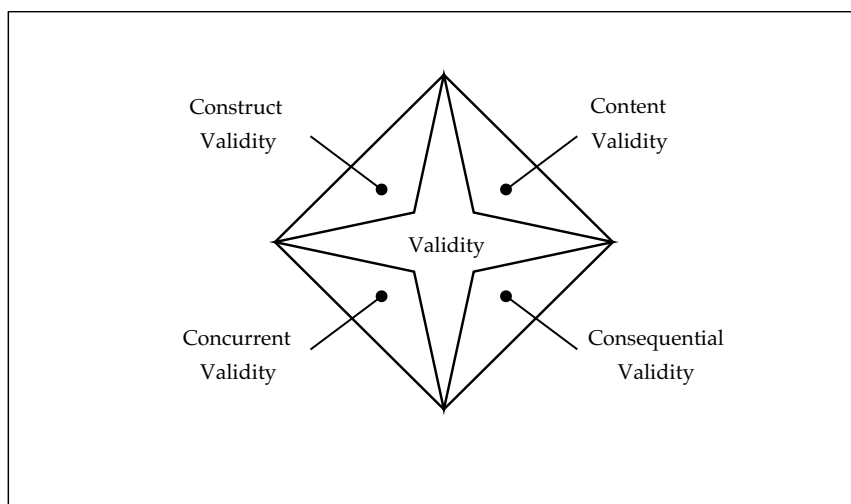 Construct
Validity
Content
Validity
Validity
Concurrent
Validity
Consequential
Validity